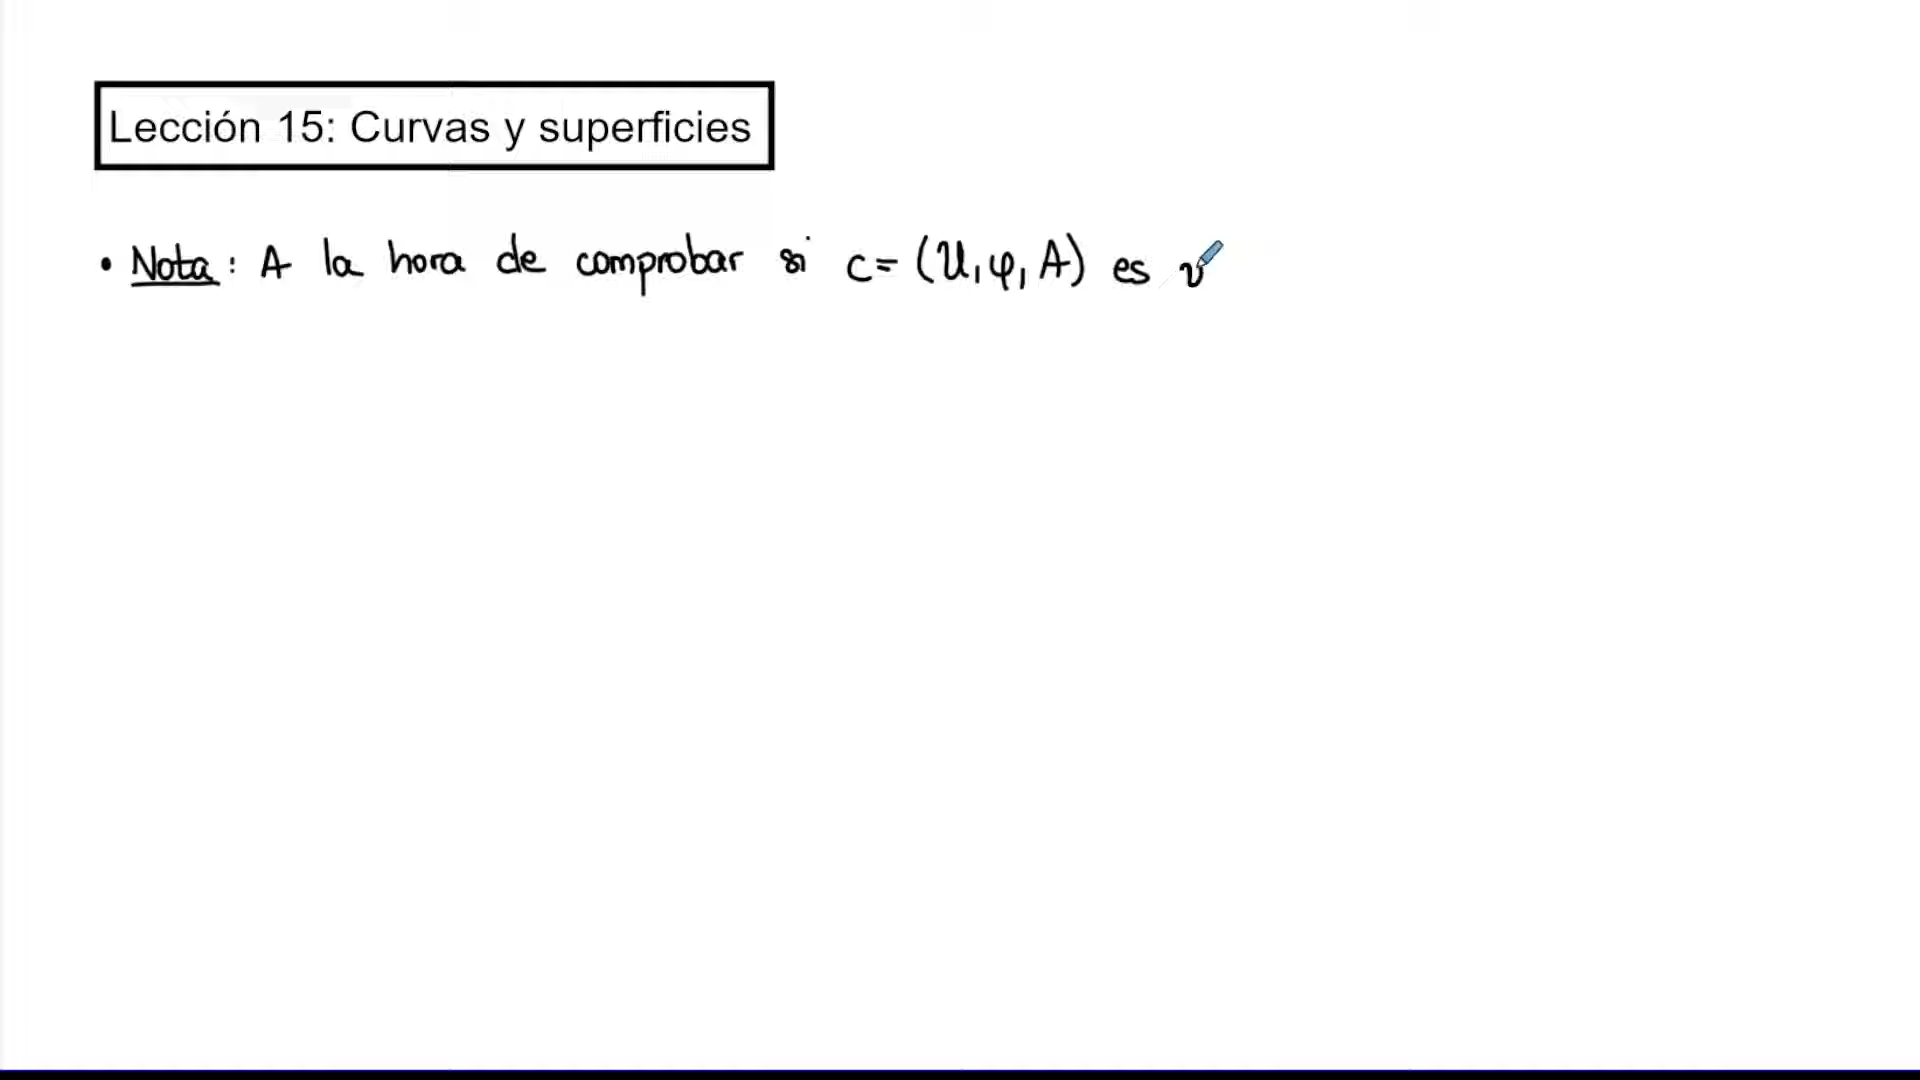 Lección 15: Curvas y superficies
• Nota: A la hora de comprobar si c=(U,φ,A) es v